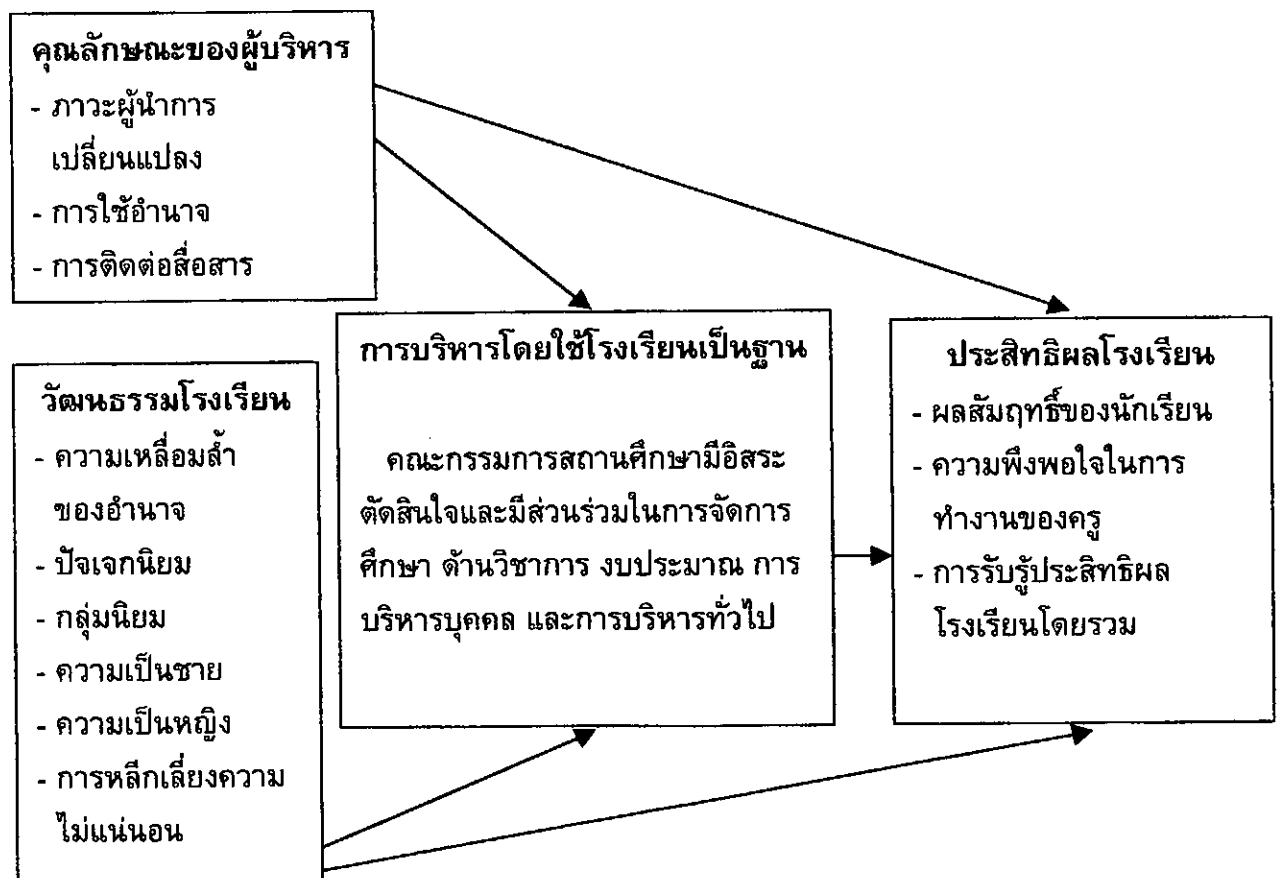 คุณลักษณะของผู้บริหาร
- ภาวะผู้นำการ
เปลี่ยนแปลง
- การใช้อำนาจ
- การติดต่อสื่อสาร
วัฒนธรรมโรงเรียน
- ความเหลื่อมล้ำ
ของอำนาจ
- ปัจเจกนิยม
- กลุ่มนิยม
- ความเป็นชาย
- ความเป็นหญิง
- การหลีกเลี่ยงความ
ไม่แน่นอน
การบริหารโดยใช้โรงเรียนเป็นฐาน
คณะกรรมการสถานศึกษามีอิสระ
ตัดสินใจและมีส่วนร่วมในการจัดการ
ศึกษา ด้านวิชาการ งบประมาณ การ
บริหารบุคคล และการบริหารทั่วไป
ประสิทธิผลโรงเรียน
- ผลสัมฤทธิ์ของนักเรียน
- ความพึงพอใจในการ
ทำงานของครู
- การรับรู้ประสิทธิผล
โรงเรียนโดยรวม